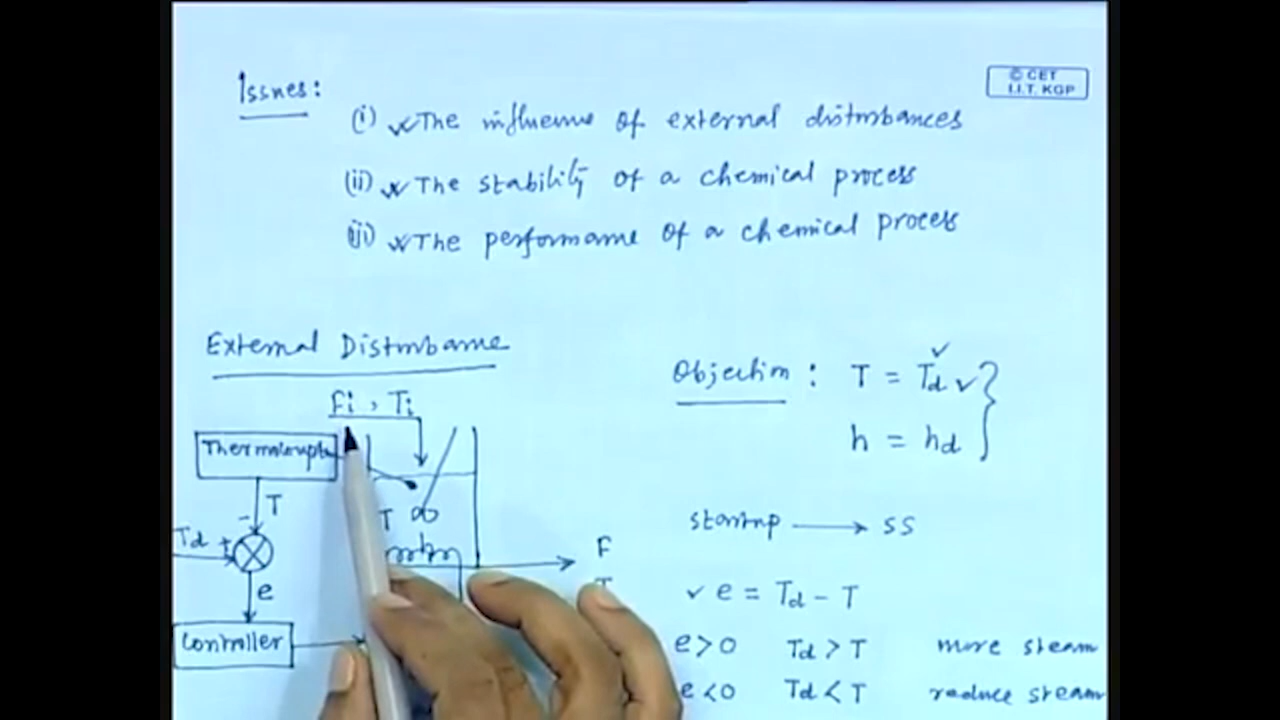 Issues:
© CET
I.I.T. KGP
(i) The influence of external disturbances
(ii) The stability of a chemical process
(iii) The performance of a chemical process
External Disturbance
Fi, Ti
Thermocouple
T
Td
e
Controller
T
F
T
Objection : T = Td
h = hd
startup → SS
e = Td - T
e > 0 Td > T more steam
e < 0 Td < T reduce steam